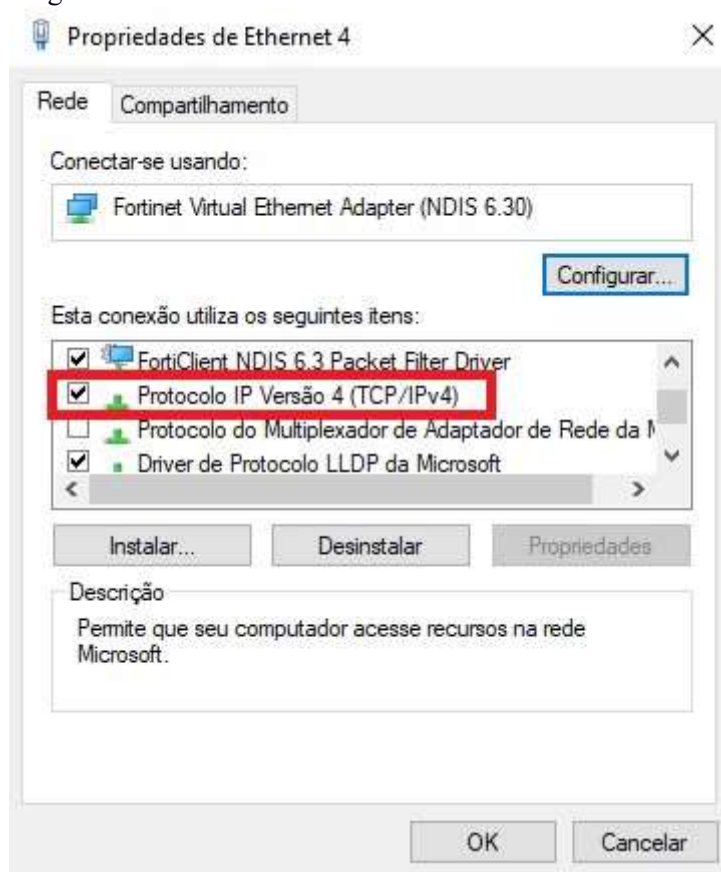 Propriedades de Ethernet 4
Rede Compartilhamento
Conectar-se usando:
Fortinet Virtual Ethernet Adapter (NDIS 6.30)
Configurar...
Esta conexão utiliza os seguintes itens:
FortiClient NDIS 6.3 Packet Filter Driver
Protocolo IP Versão 4 (TCP/IPv4)
Protocolo do Multiplexador de Adaptador de Rede da
Driver de Protocolo LLDP da Microsoft
Instalar... Desinstalar Propriedades
Descrição
Permite que seu computador acesse recursos na rede
Microsoft.
OK Cancelar